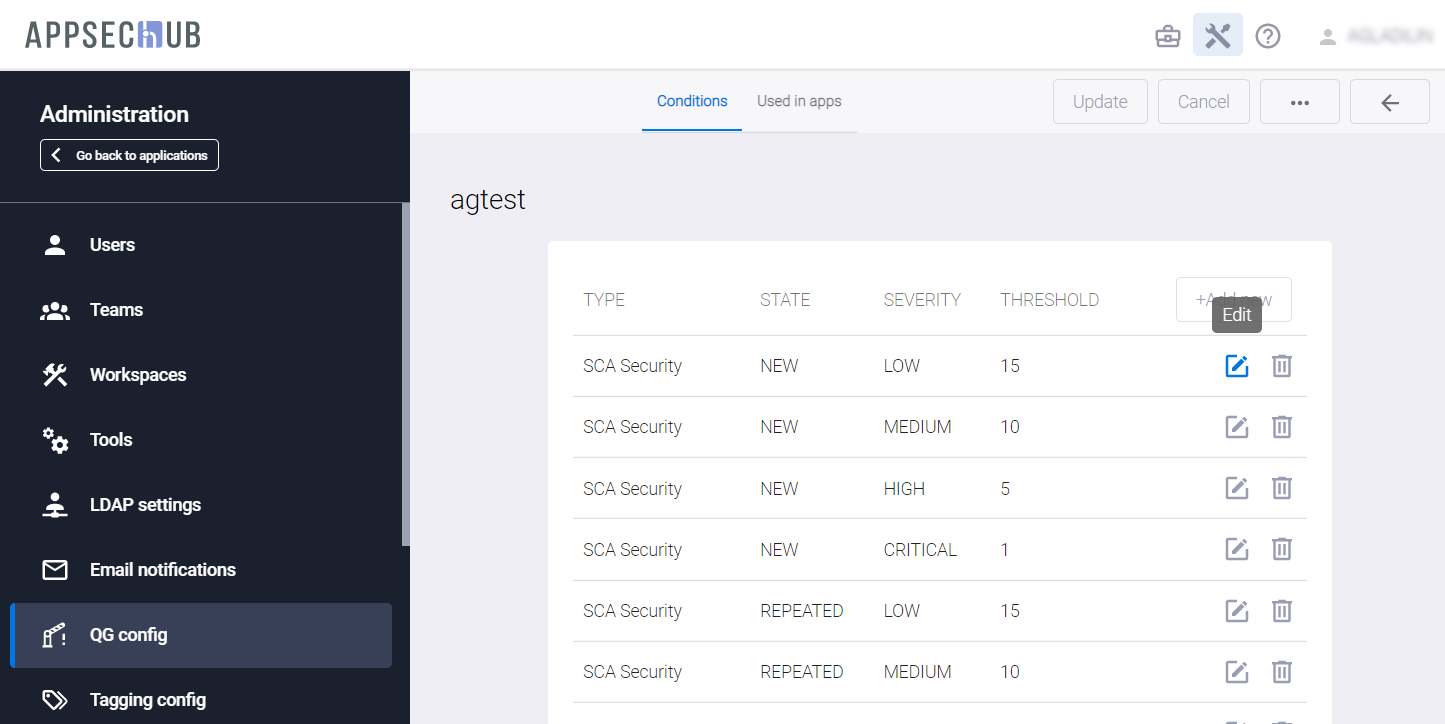 APPSECHUB
Administration
Go back to applications
Users
Teams
Workspaces
Tools
LDAP settings
Email notifications
QG config
Tagging config
Conditions Used in apps Update Cancel
agtest
TYPE STATE SEVERITY THRESHOLD +Add new
Edit
SCA Security NEW LOW 15
SCA Security NEW MEDIUM 10
SCA Security NEW HIGH 5
SCA Security NEW CRITICAL 1
SCA Security REPEATED LOW 15
SCA Security REPEATED MEDIUM 10